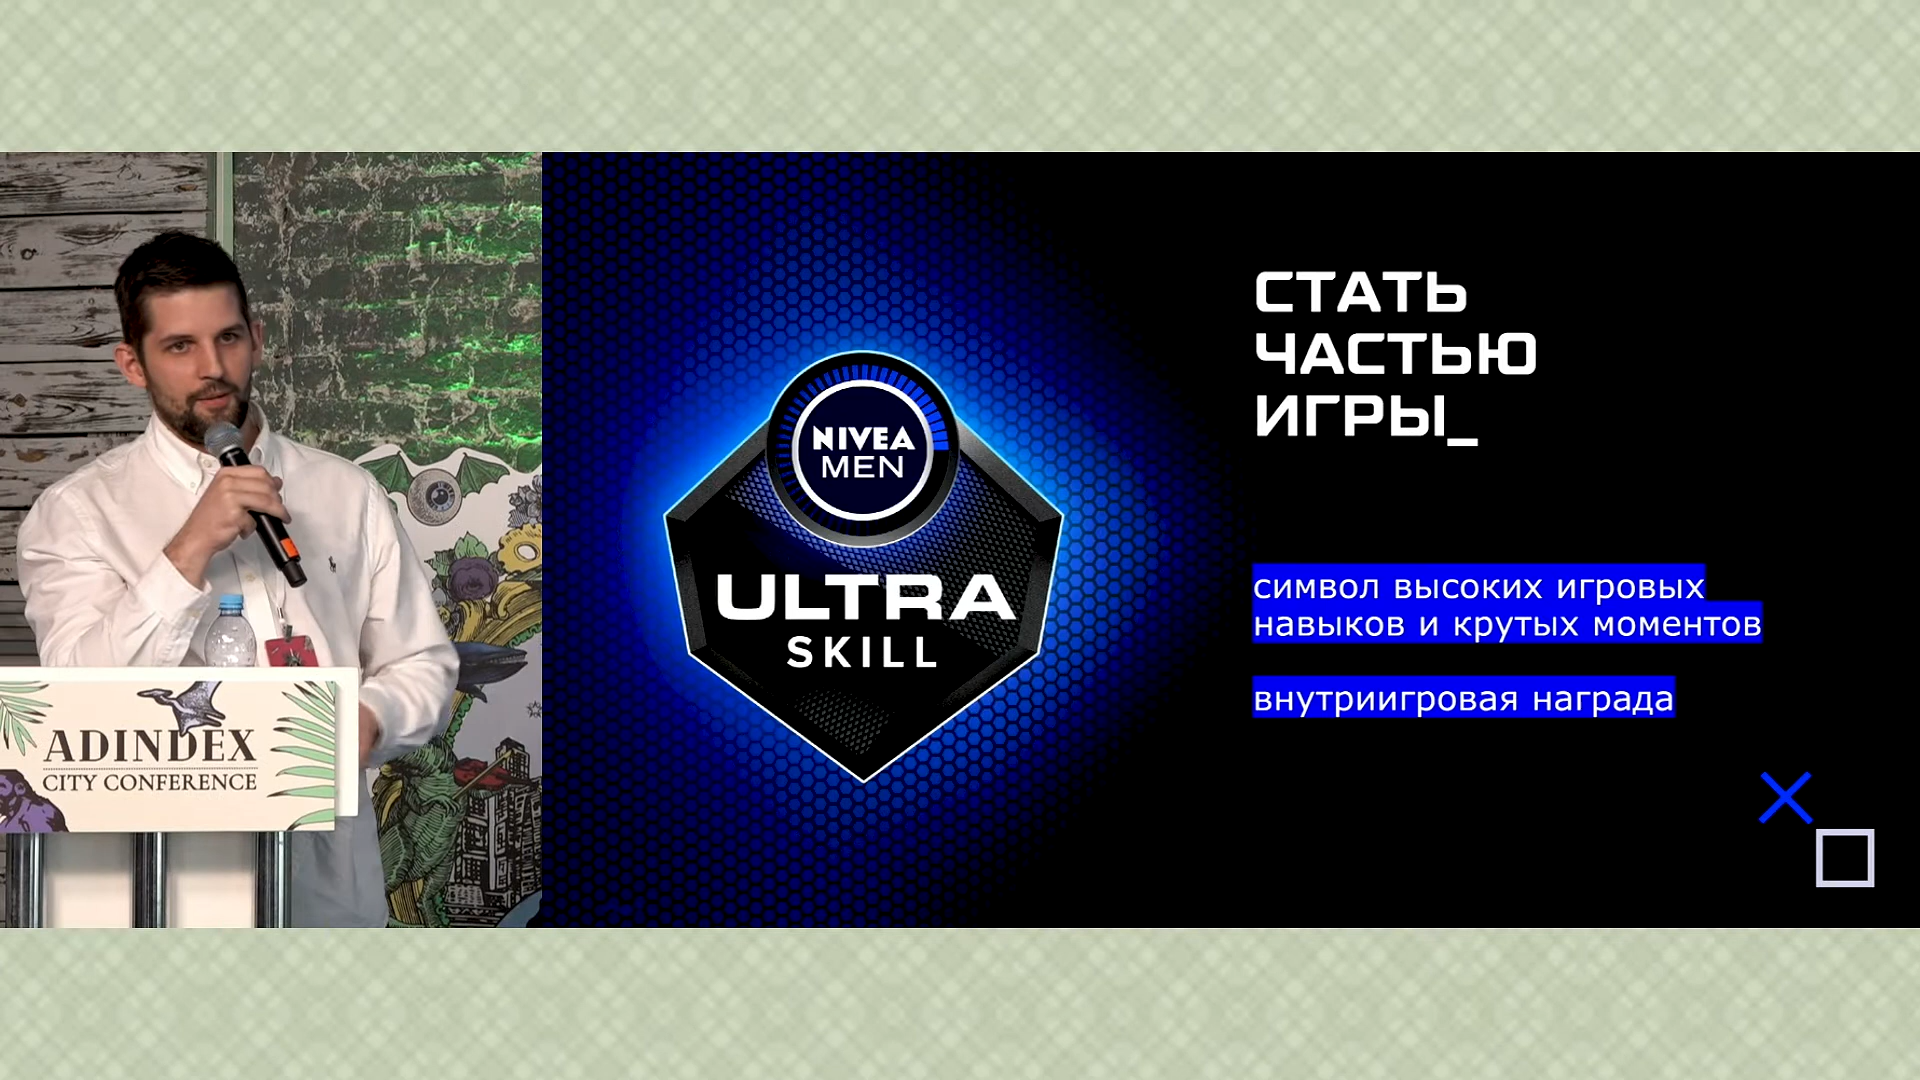 ADINDEX
CITY CONFERENCE
NIVEA
MEN
ULTRA
SKILL
СТАТЬ
ЧАСТЬЮ
ИГРЫ_
символ высоких игровых
навыков и крутых моментов
внутриигровая награда